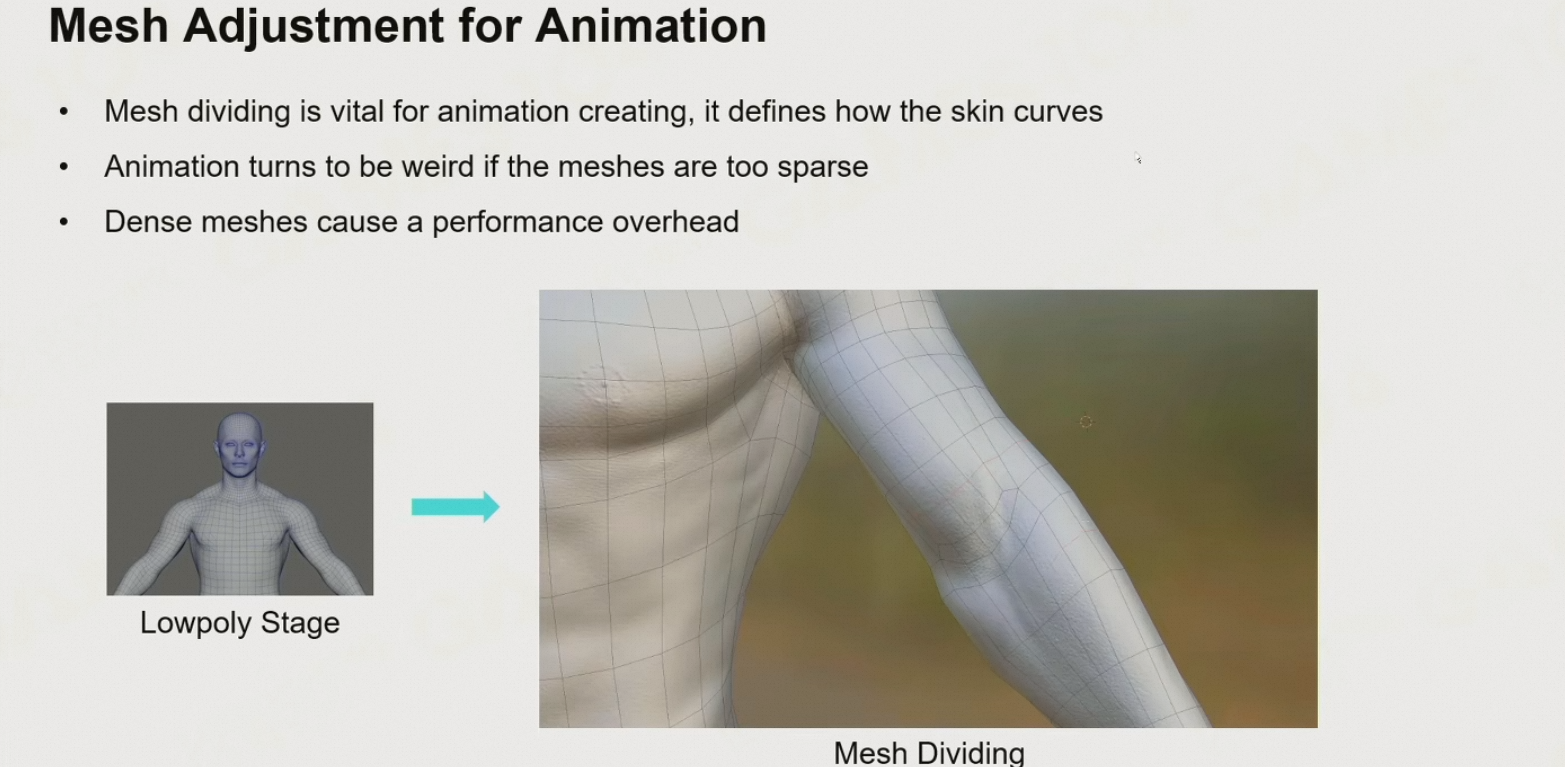 Mesh Adjustment for Animation
• Mesh dividing is vital for animation creating, it defines how the skin curves
• Animation turns to be weird if the meshes are too sparse
• Dense meshes cause a performance overhead
Lowpoly Stage
Mesh Dividing